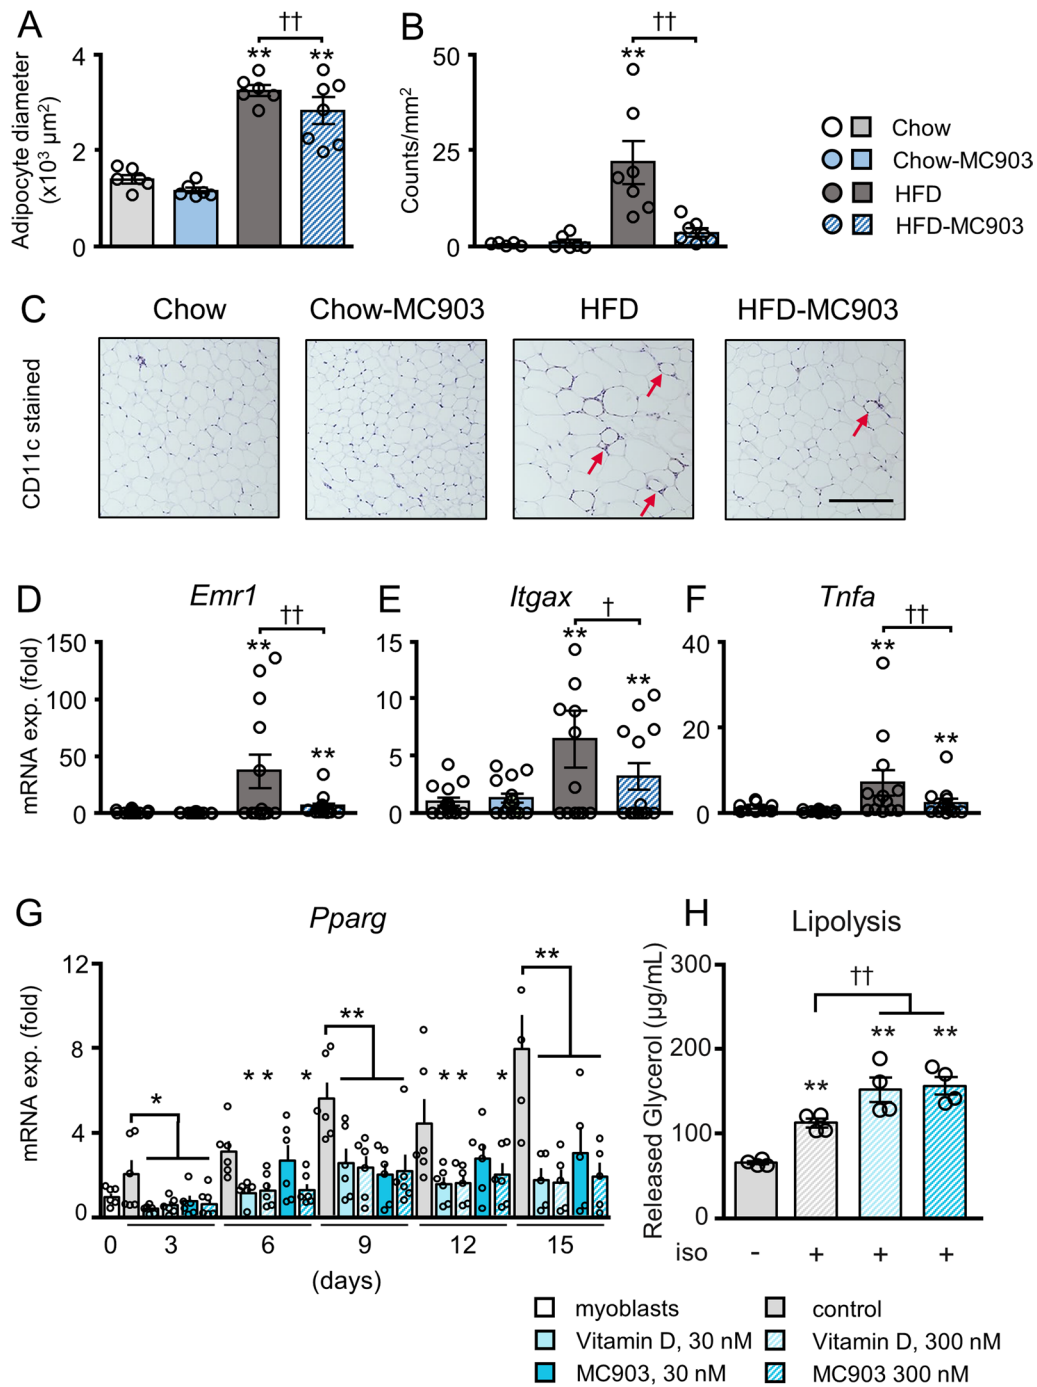 A
B
††
††
Adipocyte diameter
(x10³ µm²)
4
2
0
**
**
Counts/mm²
50
25
0
**
Chow
Chow-MC903
HFD
HFD-MC903
C
Chow
Chow-MC903
HFD
HFD-MC903
CD11c stained
D
Emr1
E
Itgax
F
Tnfa
mRNA exp. (fold)
150
100
50
0
**
††
**
15
10
5
0
**
†
**
40
20
0
**
††
**
G
Pparg
mRNA exp. (fold)
12
8
4
0
*
* *
*
**
* *
*
**
0
3
6
9
12
15
(days)
H
Lipolysis
Released Glycerol (µg/mL)
300
200
100
0
††
**
**
**
iso
-
+
+
+
myoblasts
control
Vitamin D, 30 nM
Vitamin D, 300 nM
MC903, 30 nM
MC903 300 nM